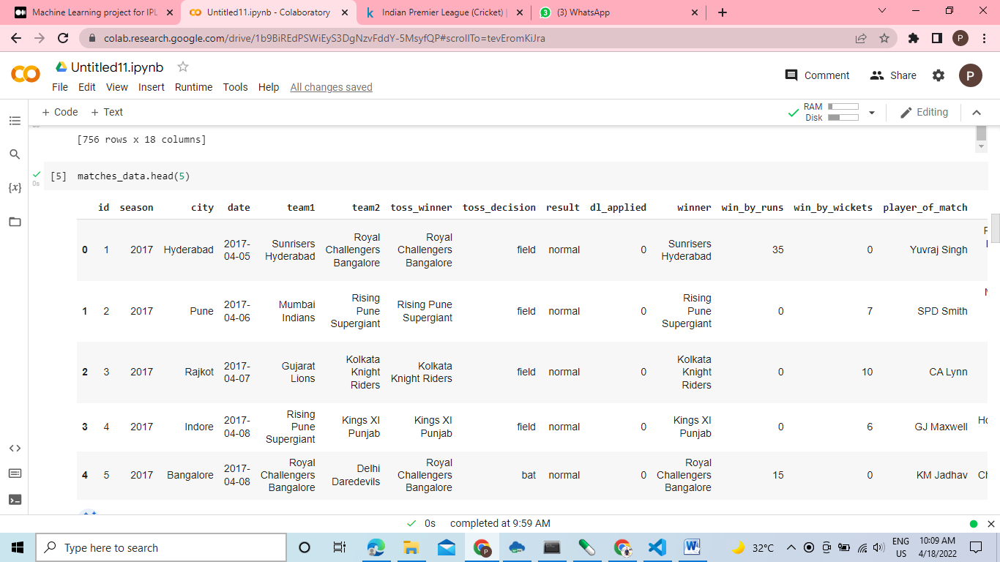 Machine Learning project for IPL
Untitled11.ipynb - Colaboratory
Indian Premier League (Cricket) |
(3) WhatsApp
colab.research.google.com/drive/1b9BiREdPSWiEyS3DgNzvFddY-5MsyfQP#scrollTo=tevEromKiJra
P
Untitled11.ipynb
File Edit View Insert Runtime Tools Help All changes saved
Comment Share P
+ Code + Text
RAM
Disk
Editing
[756 rows x 18 columns]
[5] matches_data.head(5)
0s
id season city date team1 team2 toss_winner toss_decision result dl_applied winner win_by_runs win_by_wickets player_of_match
0 1 2017 Hyderabad 2017-04-05 Sunrisers Hyderabad Royal Challengers Bangalore Royal Challengers Bangalore field normal 0 Sunrisers Hyderabad 35 0 Yuvraj Singh
1 2 2017 Pune 2017-04-06 Mumbai Indians Rising Pune Supergiant Rising Pune Supergiant field normal 0 Rising Pune Supergiant 0 7 SPD Smith
2 3 2017 Rajkot 2017-04-07 Gujarat Lions Kolkata Knight Riders Kolkata Knight Riders field normal 0 Kolkata Knight Riders 0 10 CA Lynn
3 4 2017 Indore 2017-04-08 Rising Pune Supergiant Kings XI Punjab Kings XI Punjab field normal 0 Kings XI Punjab 0 6 GJ Maxwell
4 5 2017 Bangalore 2017-04-08 Royal Challengers Bangalore Delhi Daredevils Royal Challengers Bangalore bat normal 0 Royal Challengers Bangalore 15 0 KM Jadhav
0s completed at 9:59 AM
Type here to search
32°C
ENG
US
10:09 AM
4/18/2022